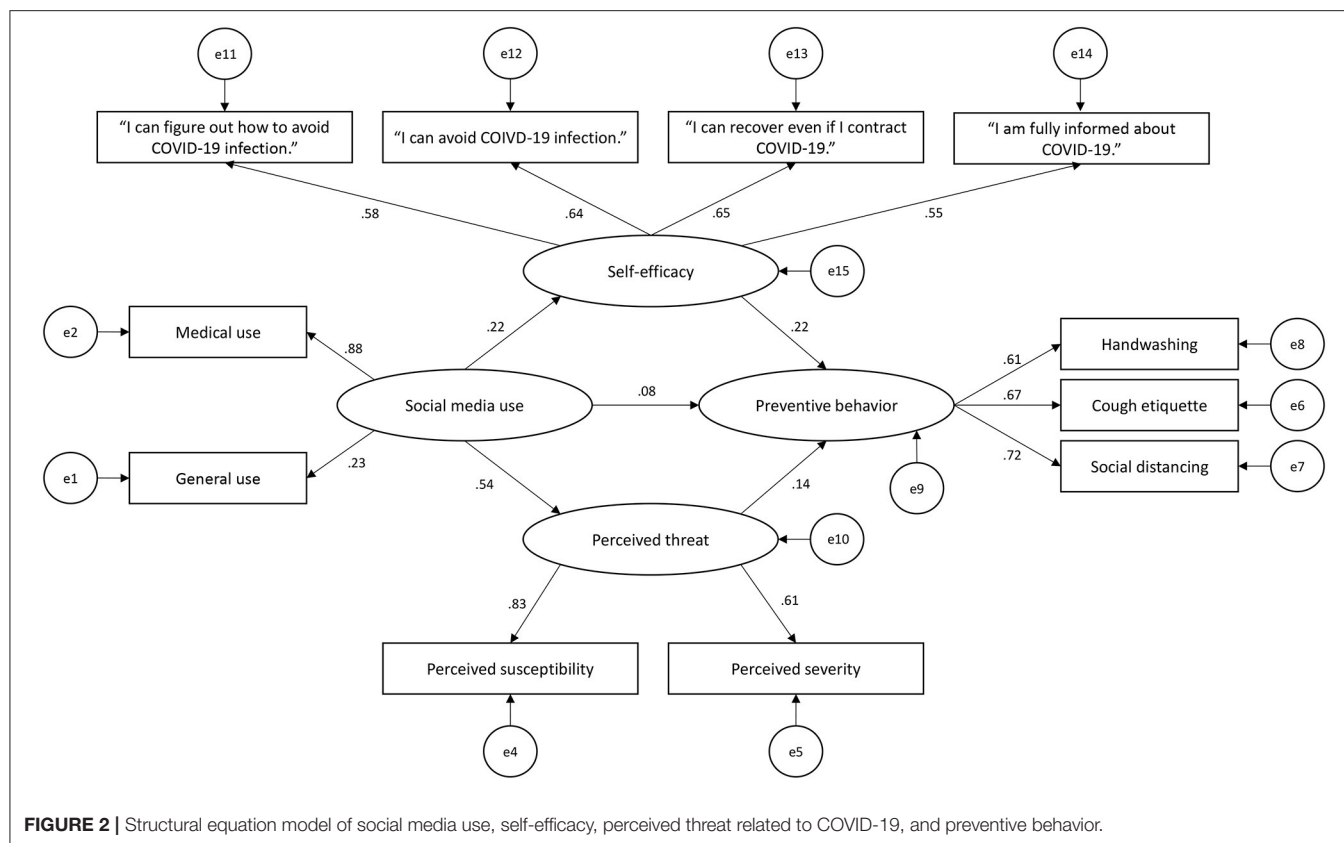 e11
e12
e13
e14
“I can figure out how to avoid
COVID-19 infection.”
“I can avoid COIVD-19 infection.”
“I can recover even if I contract
COVID-19.”
“I am fully informed about
COVID-19.”
.58
.64
.65
.55
Self-efficacy
e15
e2
Medical use
.88
.22
.22
Handwashing
e8
.61
Social media use
.08
Preventive behavior
.67
Cough etiquette
e6
e1
General use
.23
.54
.14
e9
.72
Social distancing
e7
Perceived threat
e10
.83
.61
Perceived susceptibility
Perceived severity
e4
e5
FIGURE 2 | Structural equation model of social media use, self-efficacy, perceived threat related to COVID-19, and preventive behavior.